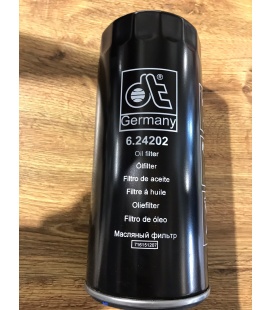 dt®
Germany
6.24202
Oil filter
Ölfilter
Filtro de aceite
Filtre à huile
Oliefilter
Filtro de óleo
Масляный фильтр